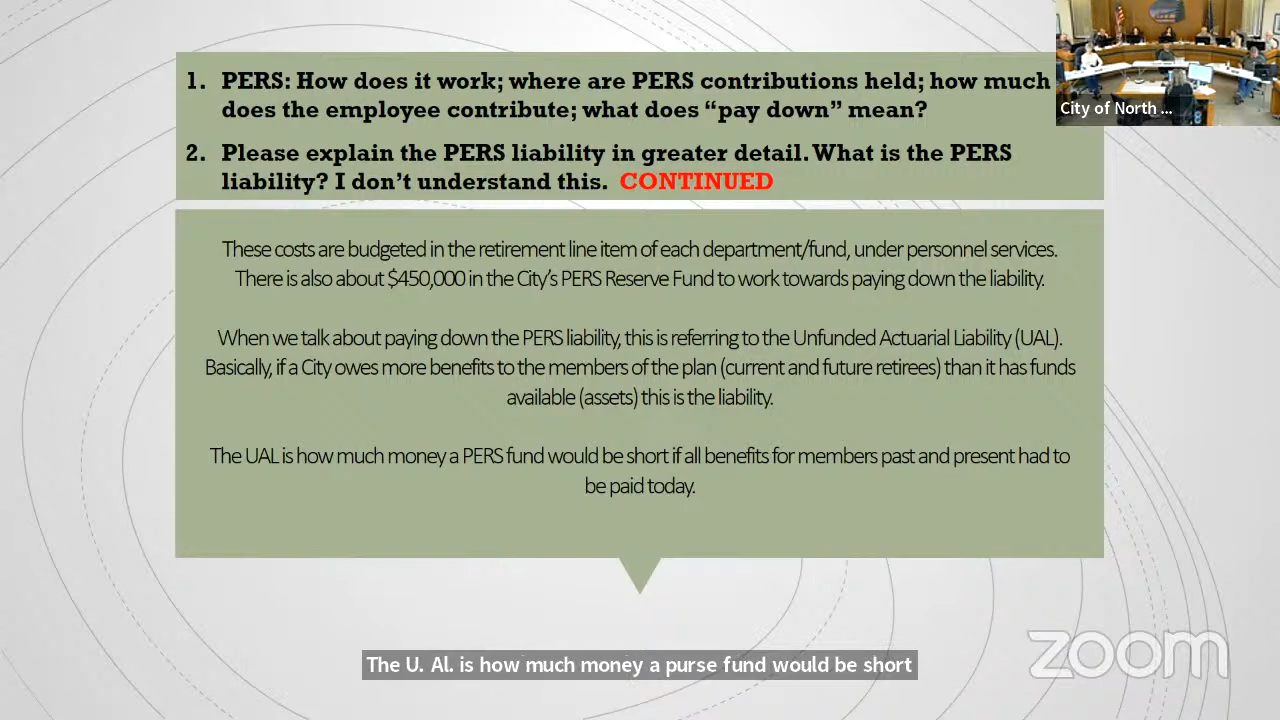 1. PERS: How does it work; where are PERS contributions held; how much
does the employee contribute; what does “pay down” mean?
2. Please explain the PERS liability in greater detail. What is the PERS
liability? I don’t understand this. CONTINUED
City of North ...
These costs are budgeted in the retirement line item of each department/fund, under personnel services.
There is also about $450,000 in the City’s PERS Reserve Fund to work towards paying down the liability.
When we talk about paying down the PERS liability, this is referring to the Unfunded Actuarial Liability (UAL).
Basically, if a City owes more benefits to the members of the plan (current and future retirees) than it has funds
available (assets) this is the liability.
The UAL is how much money a PERS fund would be short if all benefits for members past and present had to
be paid today.
The U. Al. is how much money a purse fund would be short
zoom